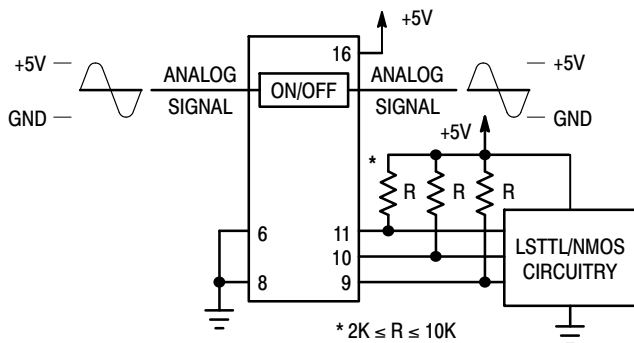 +5V
16
+5V
ANALOG
ANALOG
+5V
ON/OFF
GND
SIGNAL
SIGNAL
GND
+5V
*
R
R
R
6
11
LSTTL/NMOS
10
CIRCUITRY
8
9
* 2K ≤ R ≤ 10K